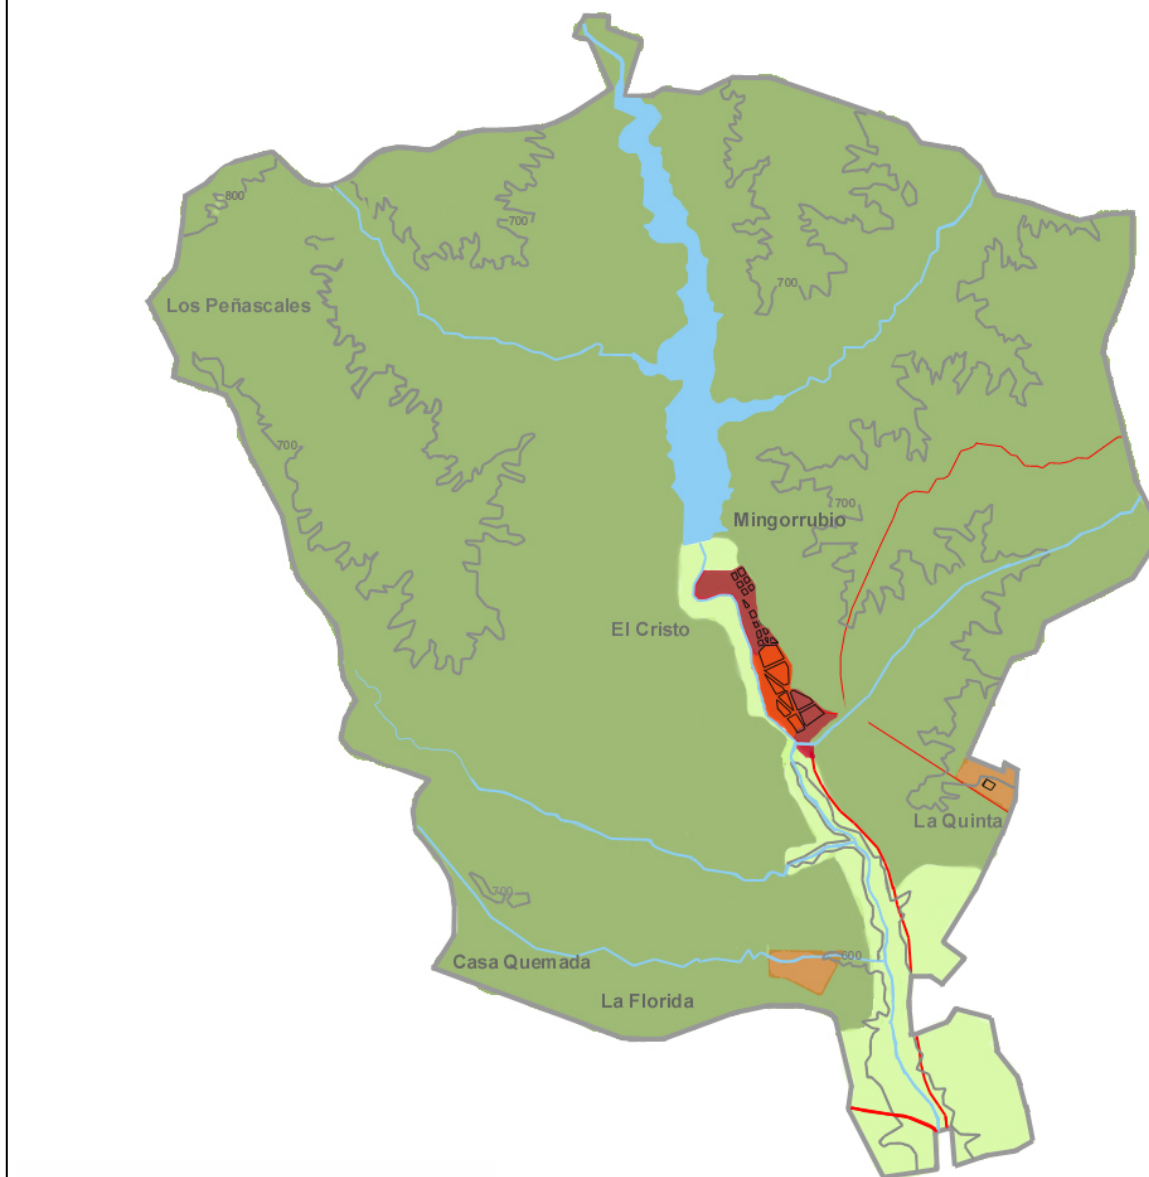 800
700
700
Los Peñascales
700
700
Mingorrubio
El Cristo
La Quinta
700
600
Casa Quemada
La Florida